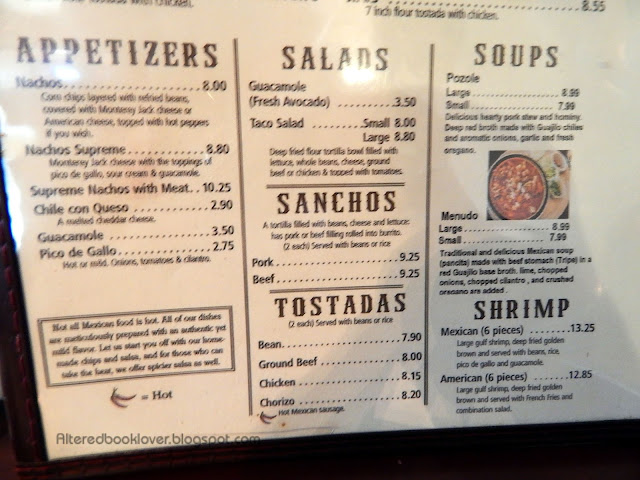 7 inch flour tostada with chicken.
8.55
APPETIZERS
Nachos 8.00
Corn chips layered with refried beans,
covered with Monterey Jack cheese or
American cheese, topped with hot peppers
if you wish.
Nachos Supreme 8.80
Monterey Jack cheese with the toppings of
pico de gallo, sour cream & guacamole.
Supreme Nachos with Meat. . 10.25
Chile con Queso 2.90
A melted cheddar cheese.
Guacamole 3.50
Pico de Gallo 2.75
Hot or mild. Onions, tomatoes & cilantro.
Not all Mexican food is hot. All of our dishes
are meticulously prepared with an authentic yet
mild flavor. Let us start you off with our home-
made chips and salsa, and for those who can
take the heat, we offer spicier salsa as well.
= Hot
SALADS
Guacamole
(Fresh Avocado) 3.50
Taco Salad Small 8.00
Large 8.80
Deep fried flour tortilla bowl filled with
lettuce, whole beans, cheese, ground
beef or chicken & topped with tomatoes.
SANCHOS
A tortilla filled with beans, cheese and lettuce:
has pork or beef filling rolled into burrito.
(2 each) Served with beans or rice
Pork 9.25
Beef 9.25
TOSTADAS
(2 each) Served with beans or rice
Bean 7.90
Ground Beef 8.00
Chicken 8.15
Chorizo 8.20
Hot Mexican sausage.
SOUPS
Pozole
Large 8.99
Small 7.99
Delicious hearty pork stew and hominy.
Deep red broth made with Guajilo chiles
and aromatic onions, garlic and fresh
oregano.
Menudo
Large 8.99
Small 7.99
Traditional and delicious Mexican soup
(pancita) made with beef stomach (Tripe) in a
red Guajilo base broth. lime, chopped
onions, chopped cilantro , and crushed
oregano are added .
SHRIMP
Mexican (6 pieces) 13.25
Large gulf shrimp, deep fried golden
brown and served with beans, rice,
pico de gallo and guacamole.
American (6 pieces) 12.85
Large gulf shrimp, deep fried golden
brown and served with French Fries and
combination salad.
Alteredbooklover.blogspot.com